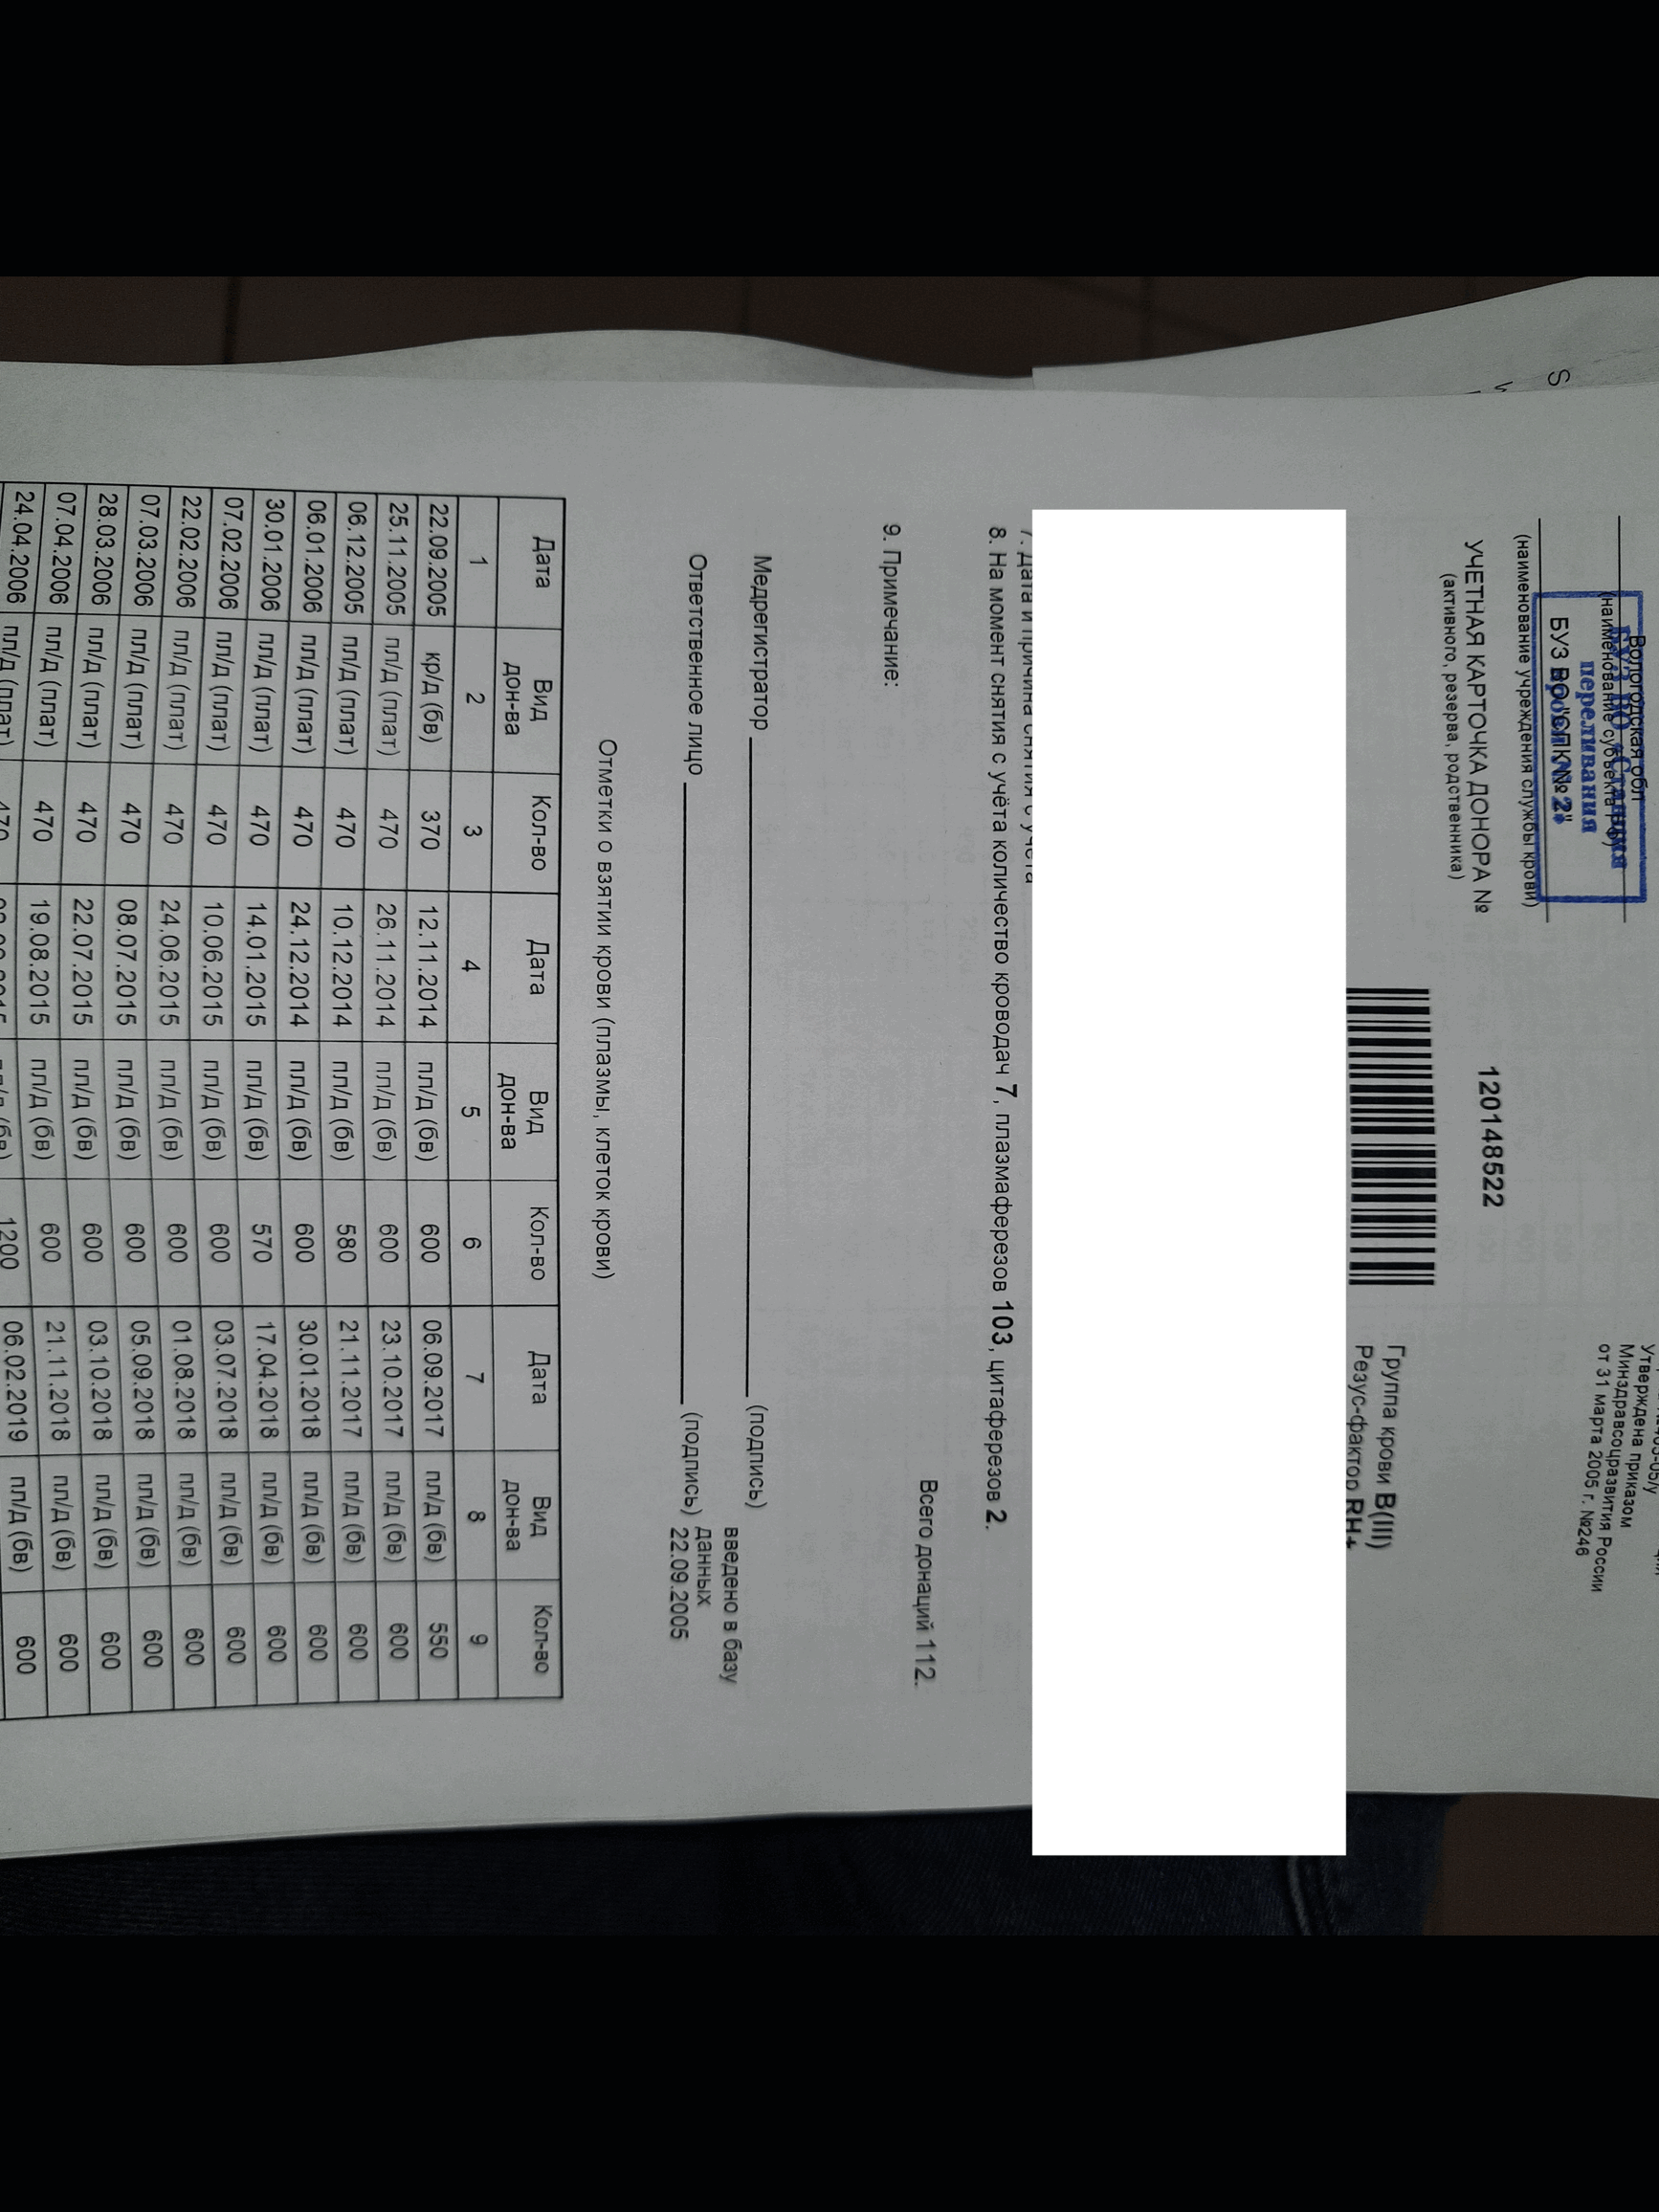 Утверждена приказом
Минздравсоцразвития России
от 31 марта 2005 г. №246
Вологодская обл
(наименование субъекта РФ)
БУЗ ВО «Станция
переливания
крови № 2»
БУЗ ВО "СПК № 2"
(наименование учреждения службы крови)
УЧЕТНАЯ КАРТОЧКА ДОНОРА № 120148522
(активного, резерва, родственника)
Группа крови B(III)
Резус-фактор RH+
7. Дата и причина снятия с учёта
8. На момент снятия с учёта количество кроводач 7, плазмаферезов 103, цитаферезов 2.
Всего донаций 112.
9. Примечание:
Медрегистратор (подпись)
введено в базу
данных
22.09.2005
Ответственное лицо (подпись)
Отметки о взятии крови (плазмы, клеток крови)
Дата Вид дон-ва Кол-во Дата Вид дон-ва Кол-во Дата Вид дон-ва Кол-во
1 2 3 4 5 6 7 8 9
22.09.2005 кр/д (бв) 370 12.11.2014 пл/д (бв) 600 06.09.2017 пл/д (бв) 550
25.11.2005 пл/д (плат) 470 26.11.2014 пл/д (бв) 600 23.10.2017 пл/д (бв) 600
06.12.2005 пл/д (плат) 470 10.12.2014 пл/д (бв) 580 21.11.2017 пл/д (бв) 600
06.01.2006 пл/д (плат) 470 24.12.2014 пл/д (бв) 600 30.01.2018 пл/д (бв) 600
30.01.2006 пл/д (плат) 470 14.01.2015 пл/д (бв) 570 17.04.2018 пл/д (бв) 600
07.02.2006 пл/д (плат) 470 10.06.2015 пл/д (бв) 600 03.07.2018 пл/д (бв) 600
22.02.2006 пл/д (плат) 470 24.06.2015 пл/д (бв) 600 01.08.2018 пл/д (бв) 600
07.03.2006 пл/д (плат) 470 08.07.2015 пл/д (бв) 600 05.09.2018 пл/д (бв) 600
28.03.2006 пл/д (плат) 470 22.07.2015 пл/д (бв) 600 03.10.2018 пл/д (бв) 600
07.04.2006 пл/д (плат) 470 19.08.2015 пл/д (бв) 600 21.11.2018 пл/д (бв) 600
24.04.2006 пл/д (плат) 470 пл/д (бв) 1200 06.02.2019 пл/д (бв) 600